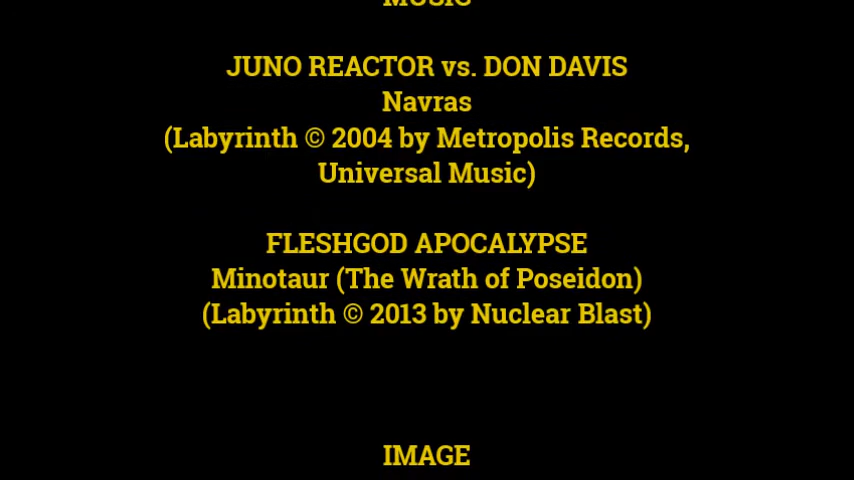 MUSIC
JUNO REACTOR vs. DON DAVIS
Navras
(Labyrinth © 2004 by Metropolis Records,
Universal Music)
FLESHGOD APOCALYPSE
Minotaur (The Wrath of Poseidon)
(Labyrinth © 2013 by Nuclear Blast)
IMAGE